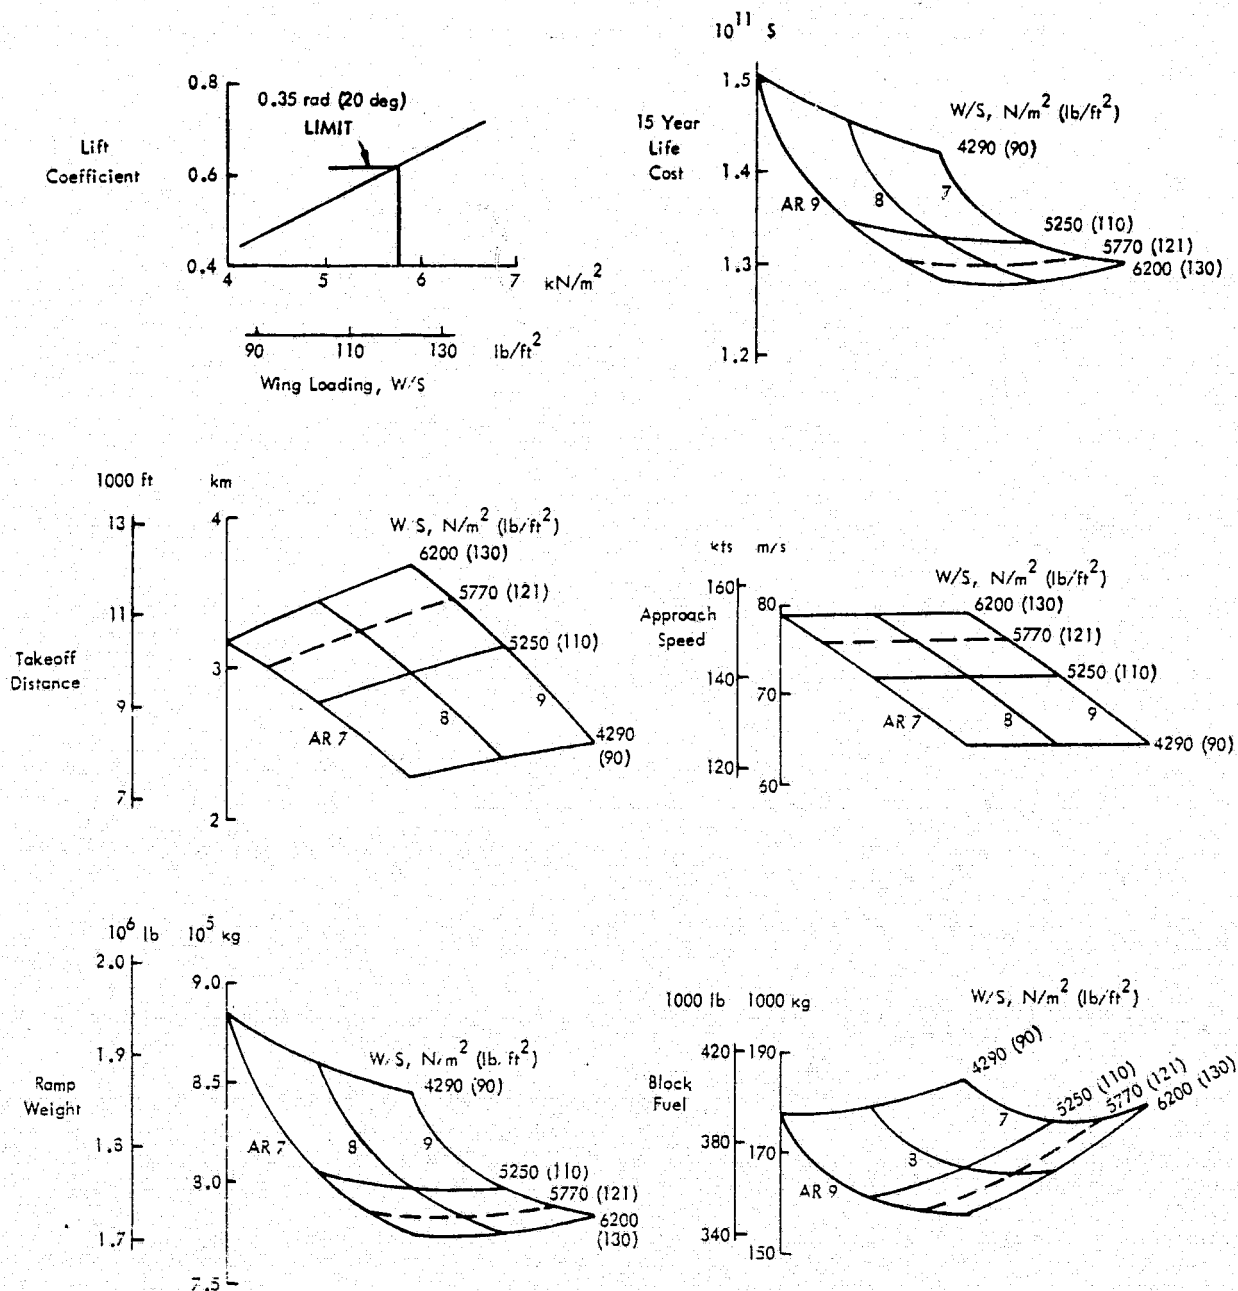 0.8
0.35 rad (20 deg)
LIMIT
Lift
Coefficient
0.6
0.4
4
5
6
7
kN/m2
90
110
130
lb/ft2
Wing Loading, W/S
10 11 $
1.5
15 Year
Life
Cost
W/S, N/m2 (lb/ft2)
4290 (90)
1.4
AR 9
8
7
5250 (110)
5770 (121)
1.3
6200 (130)
1.2
1000 ft
km
4
13
W/S, N/m2 (lb/ft2)
6200 (130)
5770 (121)
11
5250 (110)
Takeoff
Distance
3
9
AR 7
8
9
4290
(90)
7
2
kts
m/s
160
80
W/S, N/m2 (lb/ft2)
6200 (130)
Approach
Speed
5770 (121)
5250 (110)
140
70
AR 7
8
9
4290 (90)
120
60
10 6 lb
10 5 kg
2.0
9.0
1.9
W/S, N/m2 (lb. ft2)
4290 (90)
Ramp
Weight
8.5
AR 7
8
9
1.8
8.0
5250 (110)
5770 (121)
6200
(130)
1.7
7.5
1000 lb
1000 kg
W/S, N/m2 (lb/ft2)
420
190
4290 (90)
5250 (110)
5770 (121)
6200 (130)
Block
Fuel
7
380
170
3
AR 9
340
150